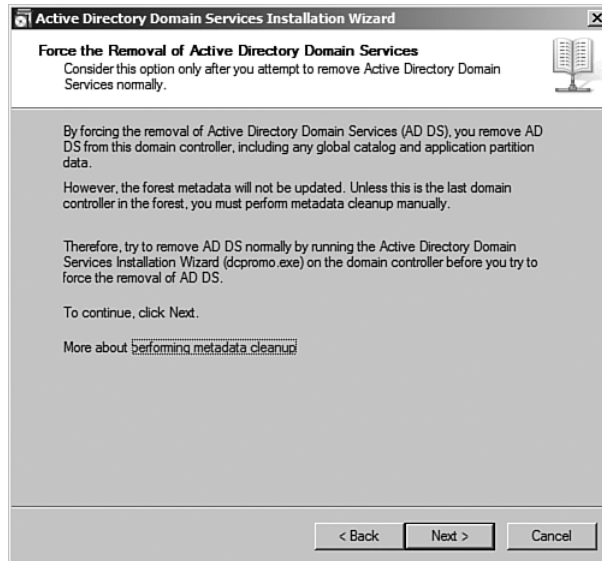 Active Directory Domain Services Installation Wizard
Force the Removal of Active Directory Domain Services
Consider this option only after you attempt to remove Active Directory Domain
Services normally.
By forcing the removal of Active Directory Domain Services (AD DS), you remove AD
DS from this domain controller, including any global catalog and application partition
data.
However, the forest metadata will not be updated. Unless this is the last domain
controller in the forest, you must perform metadata cleanup manually.
Therefore, try to remove AD DS normally by running the Active Directory Domain
Services Installation Wizard (dcpromo.exe) on the domain controller before you try to
force the removal of AD DS.
To continue, click Next.
More about performing metadata cleanup
< Back Next > Cancel